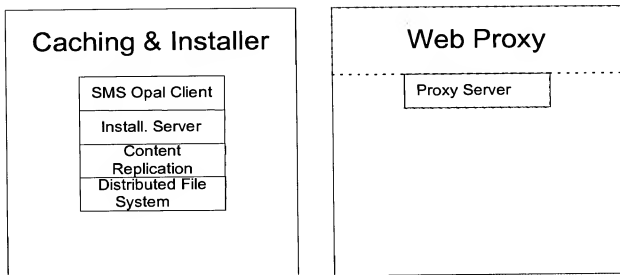 Caching & Installer
SMS Opal Client
Install. Server
Content
Replication
Distributed File
System
Web Proxy
Proxy Server